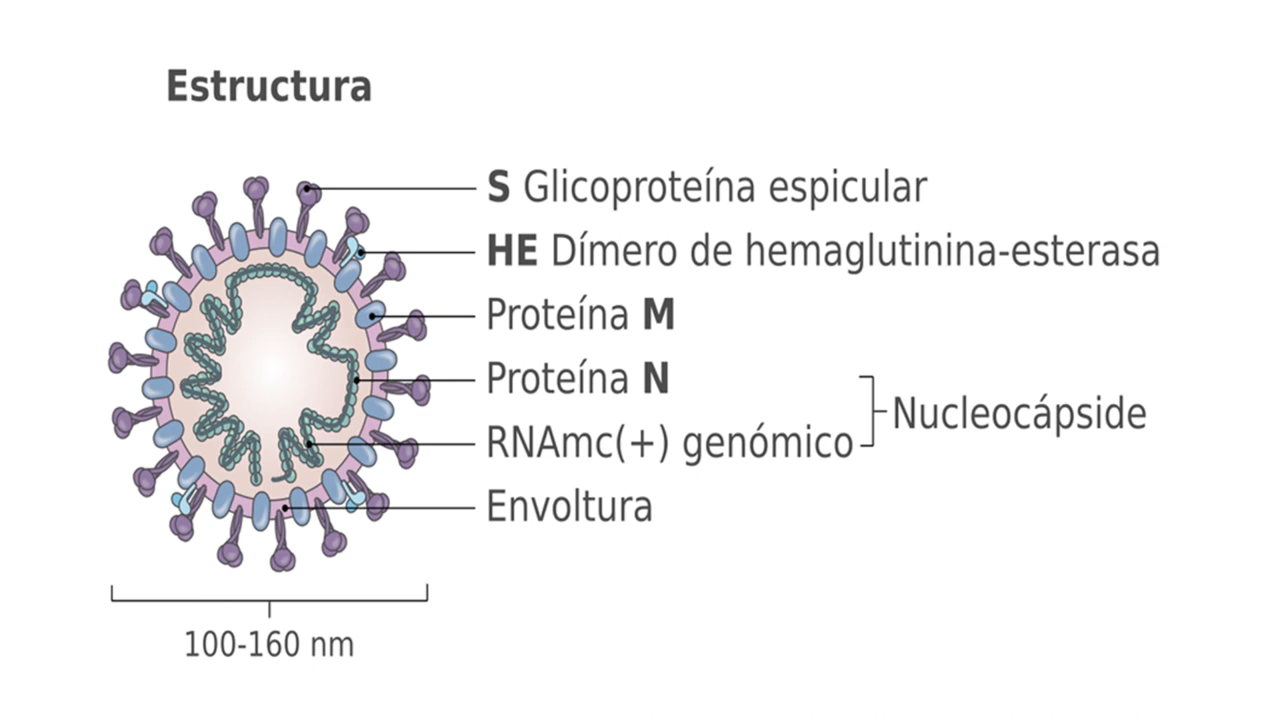 Estructura
S Glicoproteína espicular
HE Dímero de hemaglutinina-esterasa
Proteína M
Proteína N
RNAmc(+) genómico
Nucleocápside
Envoltura
100-160 nm